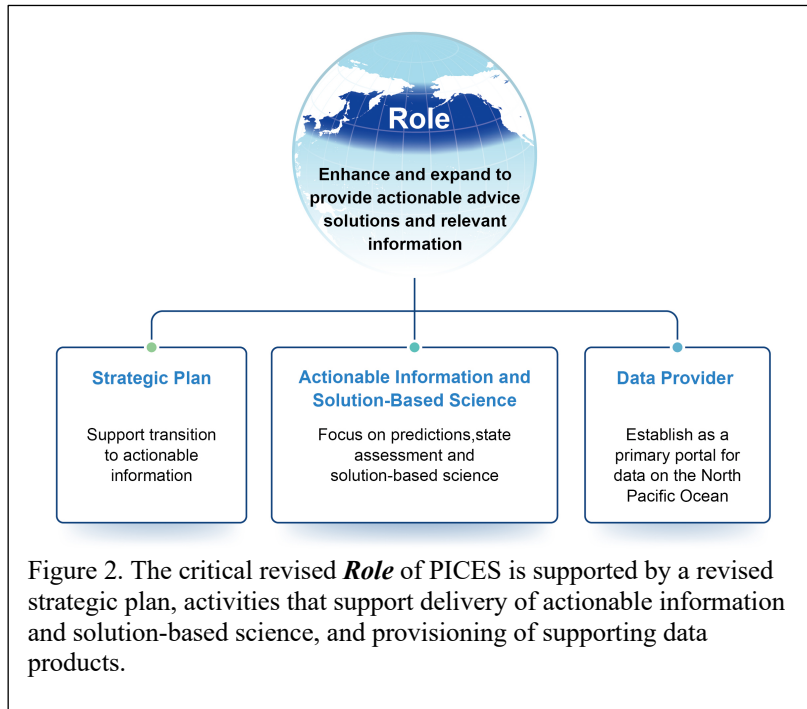 Role
Enhance and expand to
provide actionable advice
solutions and relevant
information
Strategic Plan
Support transition
to actionable
information
Actionable Information and
Solution-Based Science
Focus on predictions,state
assessment and
solution-based science
Data Provider
Establish as a
primary portal for
data on the North
Pacific Ocean
Figure 2. The critical revised Role of PICES is supported by a revised
strategic plan, activities that support delivery of actionable information
and solution-based science, and provisioning of supporting data
products.